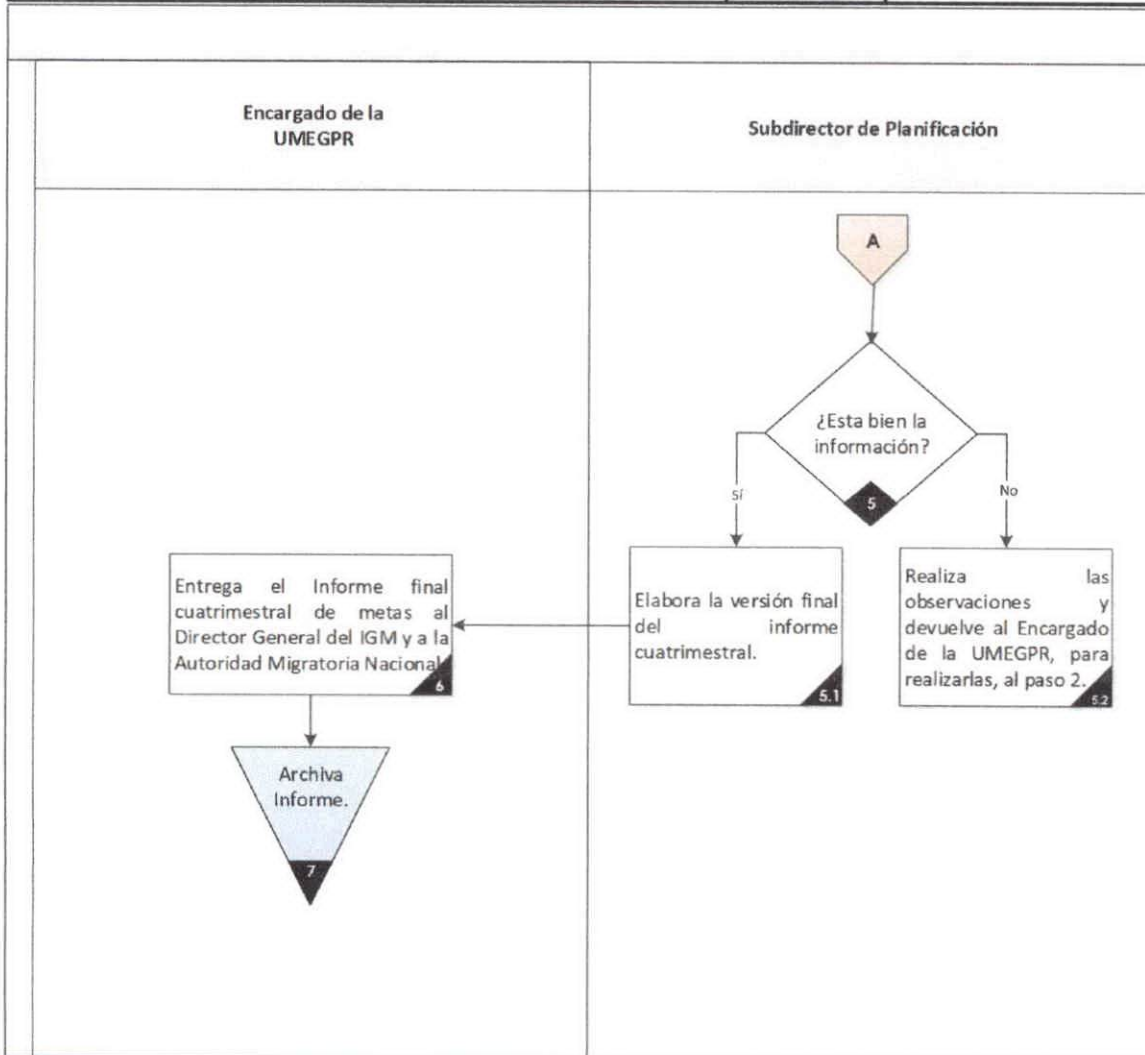 Encargado de la
UMEGPR
Subdirector de Planificación
A
¿Esta bien la
información?
5
Sí
No
Entrega el Informe final
cuatrimestral de metas al
Director General del IGM y a la
Autoridad Migratoria Nacional.
6
Elabora la versión final
del informe
cuatrimestral.
5.1
Realiza las
observaciones y
devuelve al Encargado
de la UMEGPR, para
realizarlas, al paso 2.
5.2
Archiva
Informe.
7